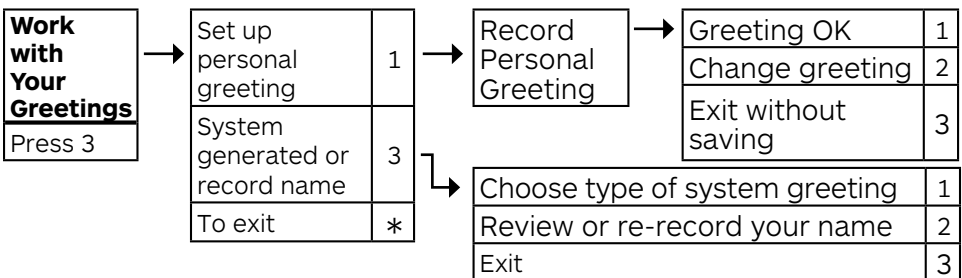 Work
with
Your
Greetings
Press 3
Set up
personal
greeting
1
System
generated or
record name
3
To exit
*
Record
Personal
Greeting
Greeting OK 1
Change greeting 2
Exit without
saving
3
Choose type of system greeting 1
Review or re-record your name 2
Exit 3